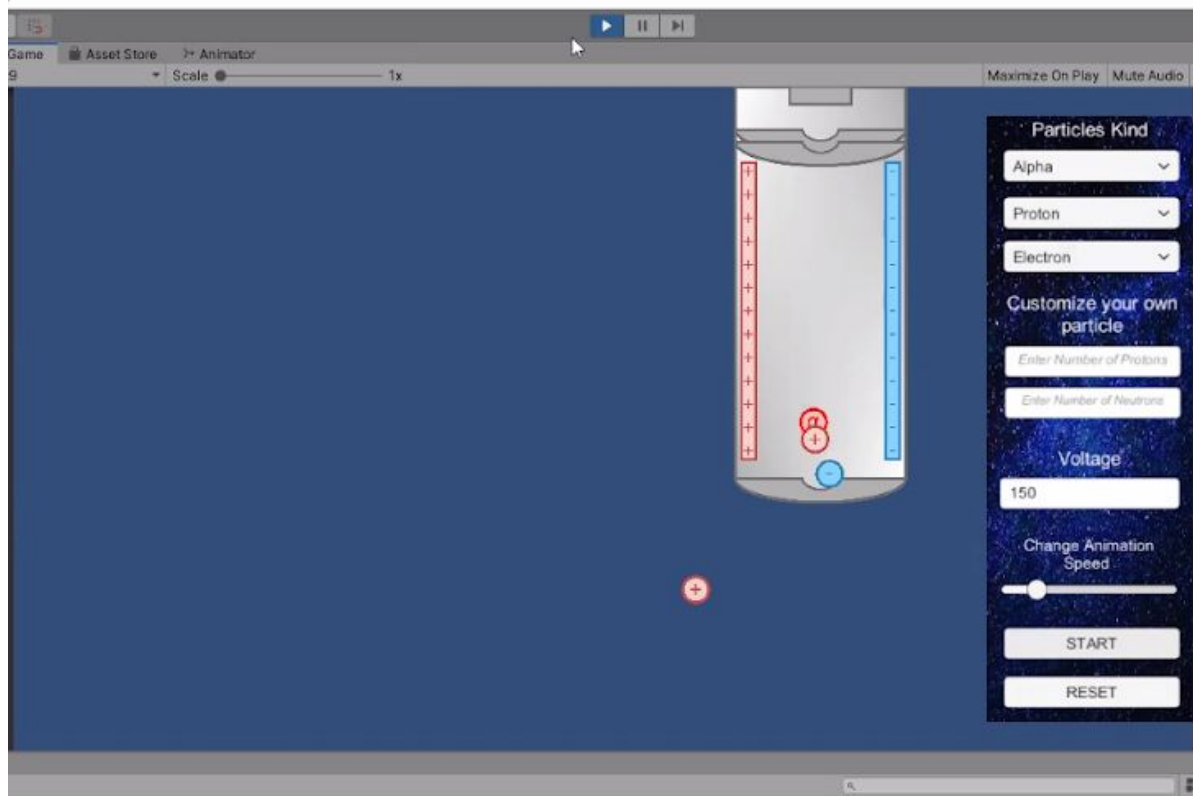 Game
Asset Store
Animator
9
Scale
1x
Maximize On Play
Mute Audio
Particles Kind
Alpha
Proton
Electron
Customize your own
particle
Enter Number of Protons
Enter Number of Neutrons
Voltage
150
Change Animation
Speed
START
RESET
α
+
-
+